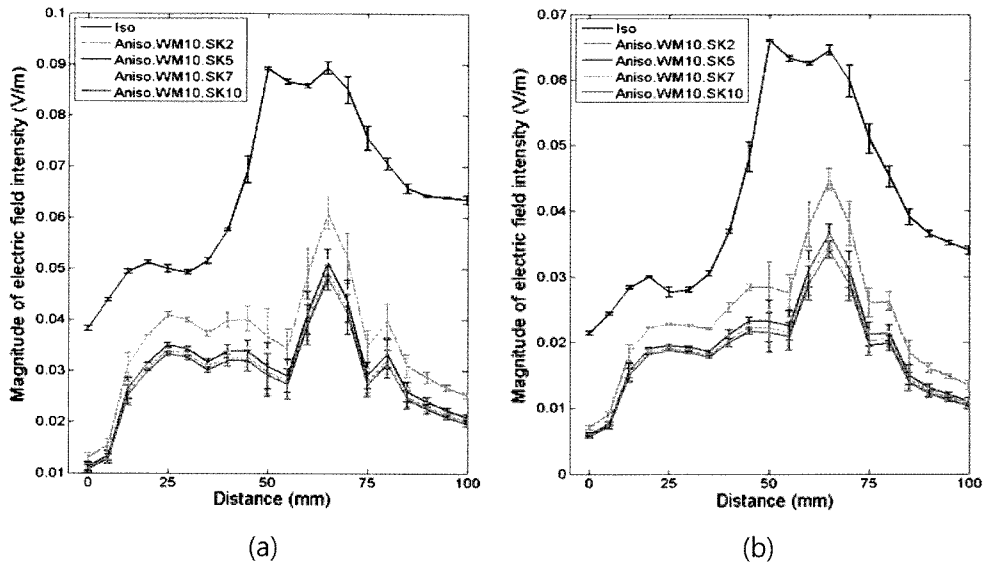 0.1
0.09
0.08
0.07
0.06
0.05
0.04
0.03
0.02
0.01
Magnitude of electric field intensity (V/m)
Iso
Aniso.WM10.SK2
Aniso.WM10.SK5
Aniso.WM10.SK7
Aniso.WM10.SK10
0 25 50 75 100
Distance (mm)
(a)
0.07
0.06
0.05
0.04
0.03
0.02
0.01
0
Magnitude of electric field intensity (V/m)
Iso
Aniso.WM10.SK2
Aniso.WM10.SK5
Aniso.WM10.SK7
Aniso.WM10.SK10
0 25 50 75 100
Distance (mm)
(b)